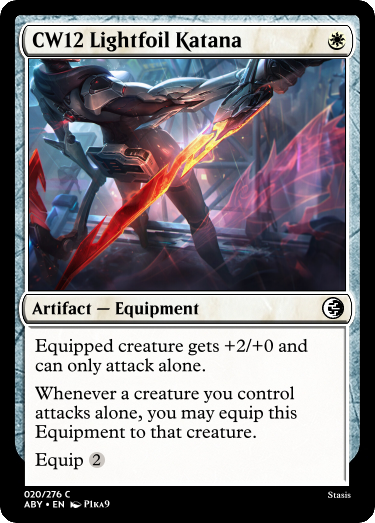 CW12 Lightfoil Katana
Artifact — Equipment
Equipped creature gets +2/+0 and
can only attack alone.
Whenever a creature you control
attacks alone, you may equip this
Equipment to that creature.
Equip 2
020/276 C
ABY • EN Pika9
Stasis